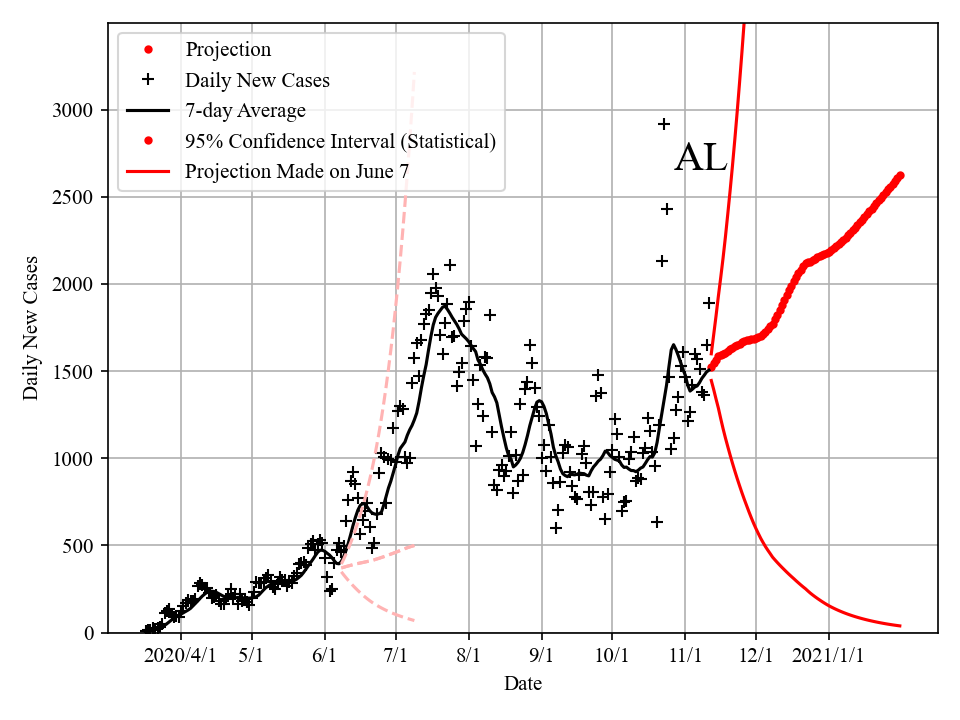 Projection
Daily New Cases
7-day Average
95% Confidence Interval (Statistical)
Projection Made on June 7
AL
Daily New Cases
3000
2500
2000
1500
1000
500
0
2020/4/1 5/1 6/1 7/1 8/1 9/1 10/1 11/1 12/1 2021/1/1
Date